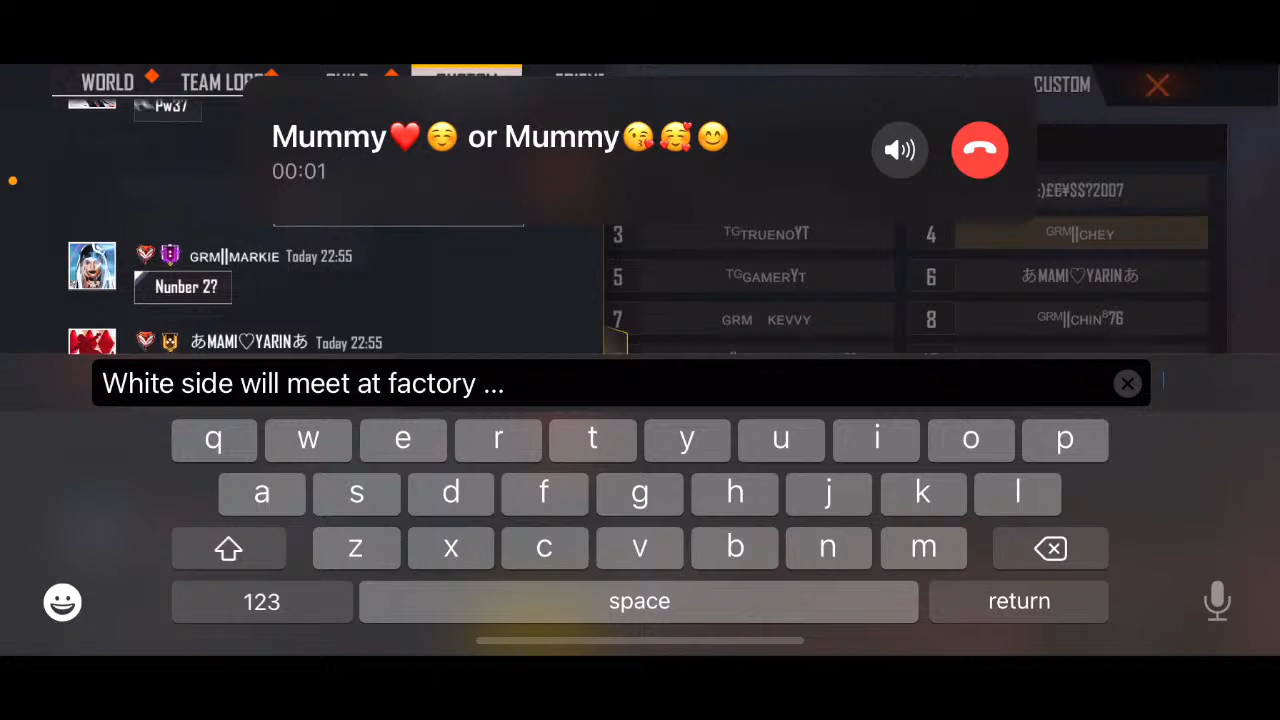 WORLD
TEAM
CUSTOM
Pw37
Mummy❤️☺️ or Mummy😘🥰😊
00:01
:)££¥$$?2007
3 TGTRUENOYT
4 GRM||CHEY
GRM||MARKIE Today 22:55
Nunber 2?
5 TGGAMERYT
6 あMAMI♡YARINあ
7 GRM KEVVY
8 GRM||CHIN⁸76
あMAMI♡YARINあ Today 22:55
White side will meet at factory ...
q w e r t y u i o p
a s d f g h j k l
z x c v b n m
123 space return